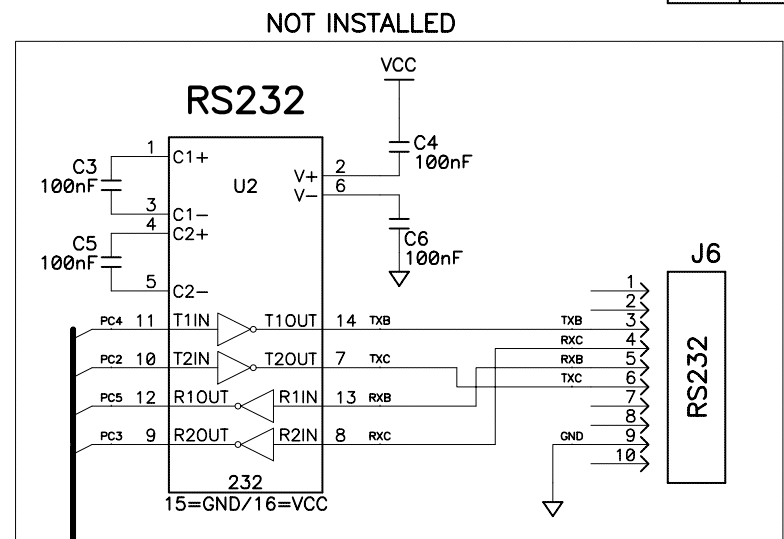 NOT INSTALLED
VCC
RS232
C4
100nF
1 C1+
C3
100nF
U2
V+ 2
V- 6
3 C1-
4 C2+
C5
100nF
C6
100nF
5 C2-
J6
RS232
1
2
PC4 11 T1IN T1OUT 14 TXB TXB 3
RXC 4
PC2 10 T2IN T2OUT 7 TXC RXB 5
TXC 6
PC5 12 R1OUT R1IN 13 RXB 7
8
PC3 9 R2OUT R2IN 8 RXC GND 9
10
232
15=GND/16=VCC